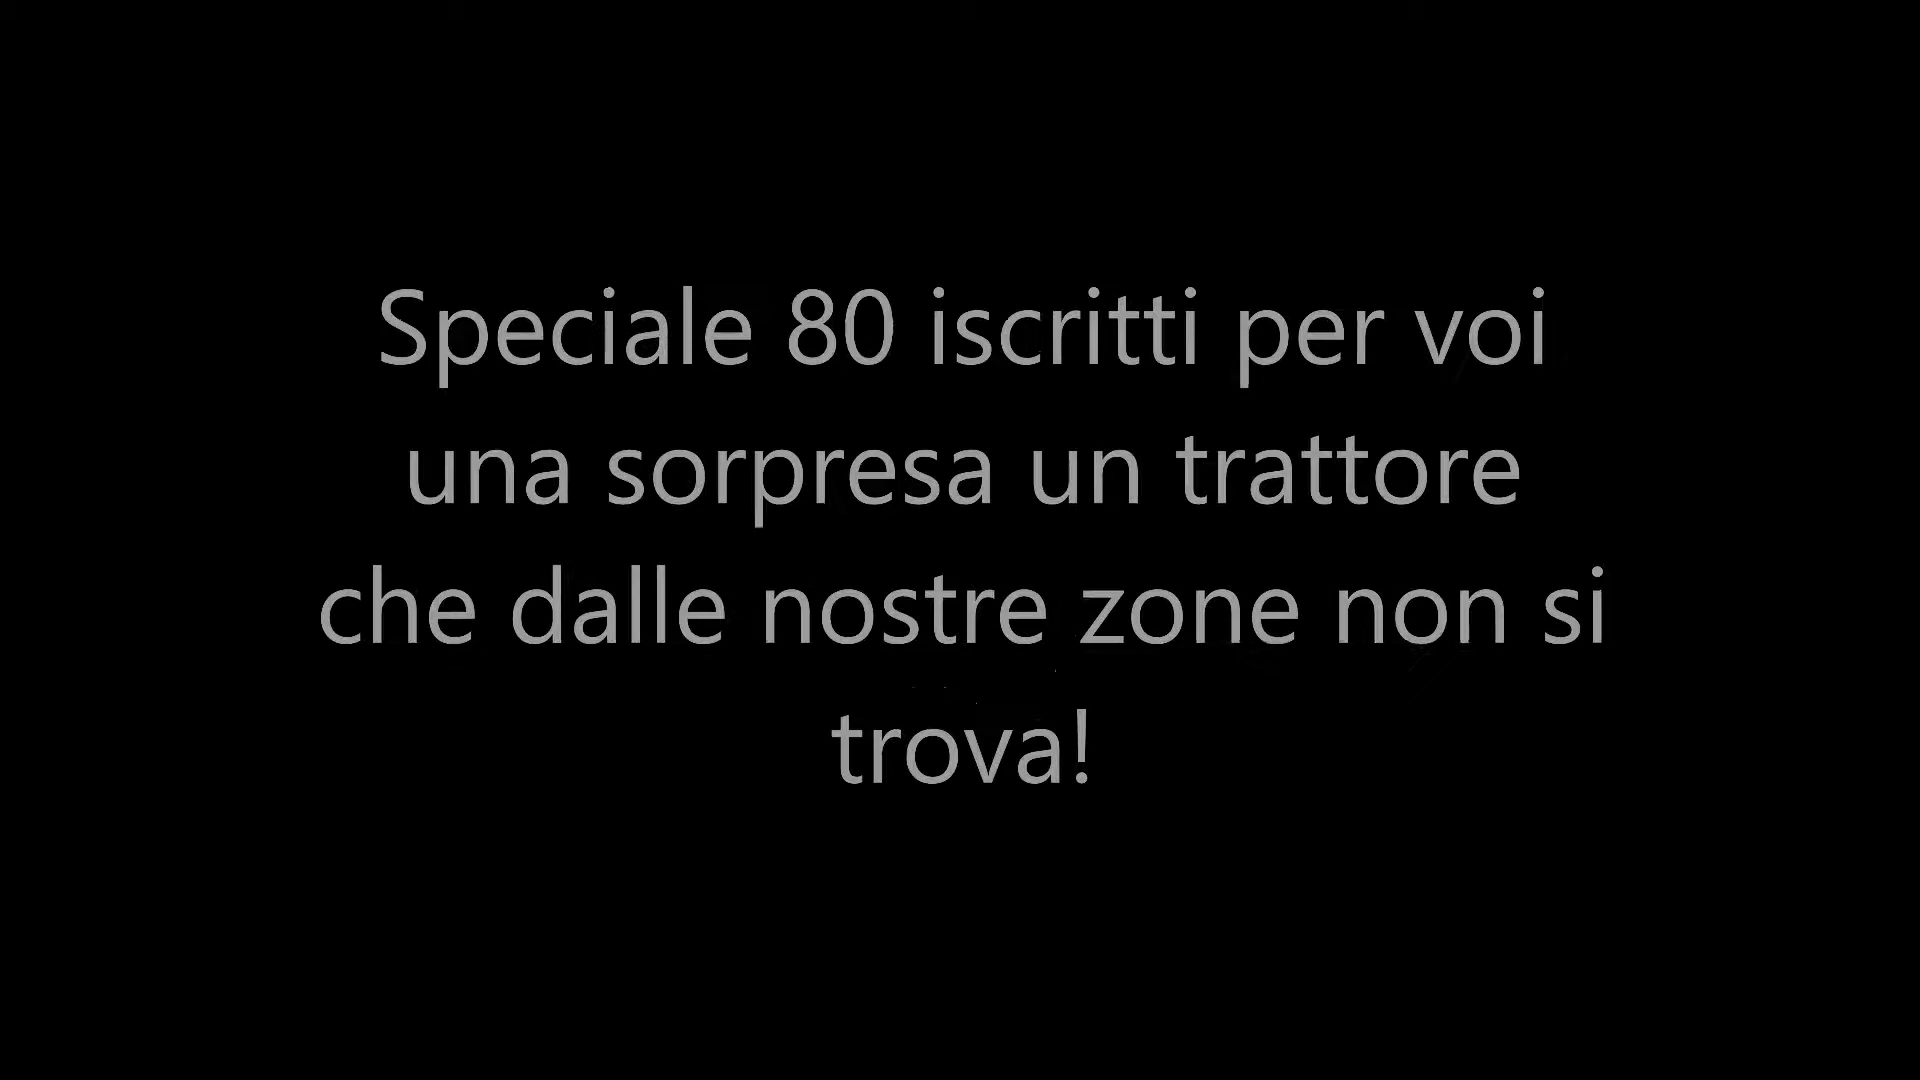 Speciale 80 iscritti per voi
una sorpresa un trattore
che dalle nostre zone non si
trova!